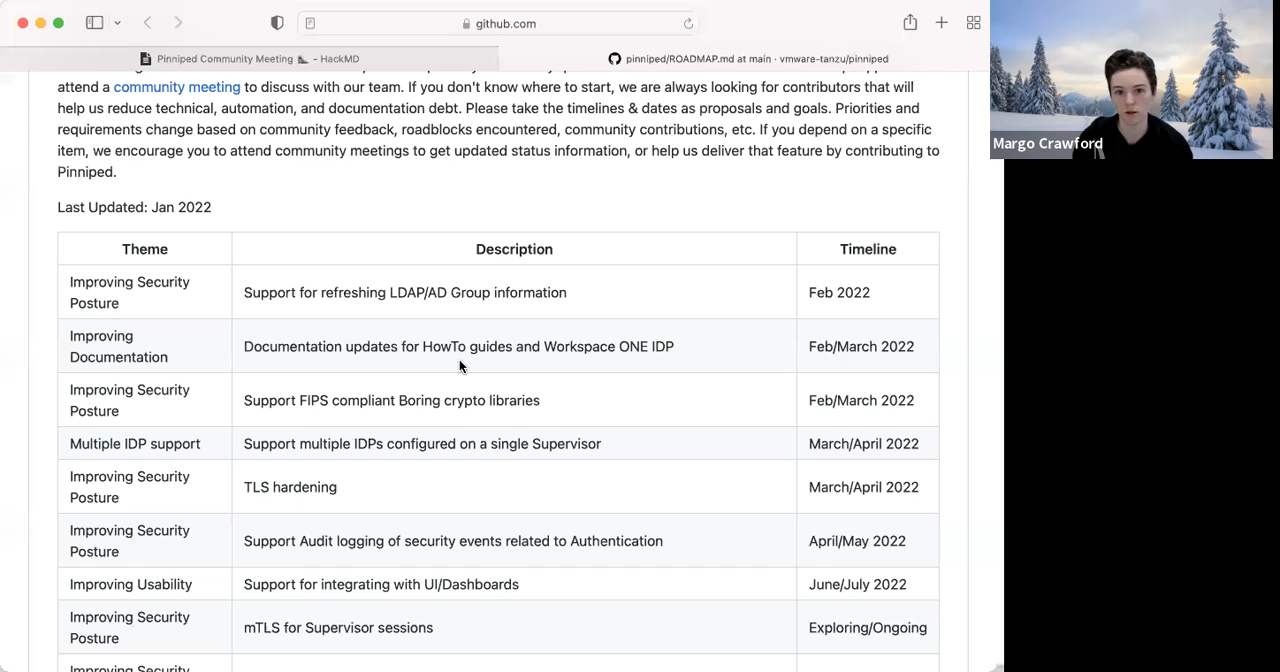 github.com
Pinniped Community Meeting - HackMD
pinniped/ROADMAP.md at main · vmware-tanzu/pinniped
attend a community meeting to discuss with our team. If you don't know where to start, we are always looking for contributors that will
help us reduce technical, automation, and documentation debt. Please take the timelines & dates as proposals and goals. Priorities and
requirements change based on community feedback, roadblocks encountered, community contributions, etc. If you depend on a specific
item, we encourage you to attend community meetings to get updated status information, or help us deliver that feature by contributing to
Pinniped.
Margo Crawford
Last Updated: Jan 2022
Theme Description Timeline
Improving Security
Posture
Support for refreshing LDAP/AD Group information
Feb 2022
Improving
Documentation
Documentation updates for HowTo guides and Workspace ONE IDP
Feb/March 2022
Improving Security
Posture
Support FIPS compliant Boring crypto libraries
Feb/March 2022
Multiple IDP support
Support multiple IDPs configured on a single Supervisor
March/April 2022
Improving Security
Posture
TLS hardening
March/April 2022
Improving Security
Posture
Support Audit logging of security events related to Authentication
April/May 2022
Improving Usability
Support for integrating with UI/Dashboards
June/July 2022
Improving Security
Posture
mTLS for Supervisor sessions
Exploring/Ongoing
Improving Security